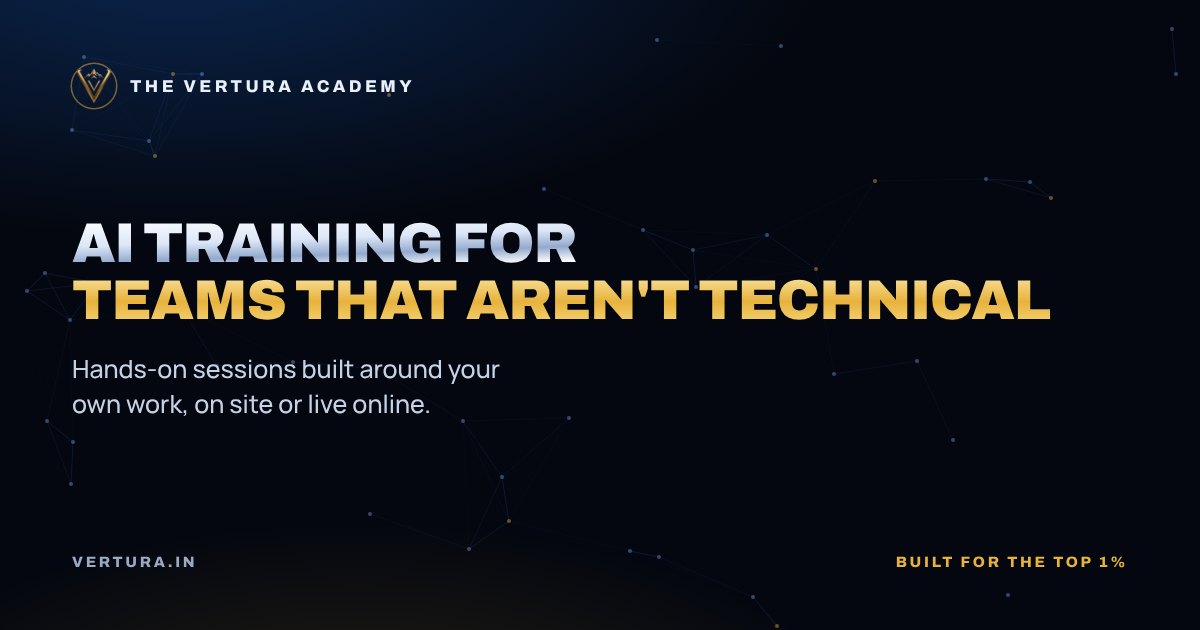 THE VERTURA ACADEMY
AI TRAINING FOR
TEAMS THAT AREN'T TECHNICAL
Hands-on sessions built around your
own work, on site or live online.
VERTURA.IN
BUILT FOR THE TOP 1%